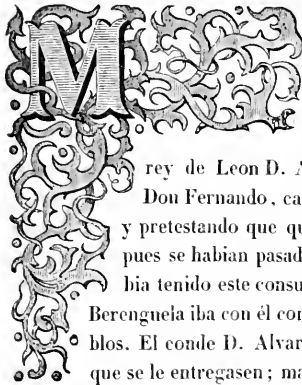 M
rey de Leon D. A
Don Fernando, ca
y pretestando que qu
pues se habian pasad
bia tenido este consu
Berenguela iba con él con
blos. El conde D. Alvar
que se le entregasen ; ma